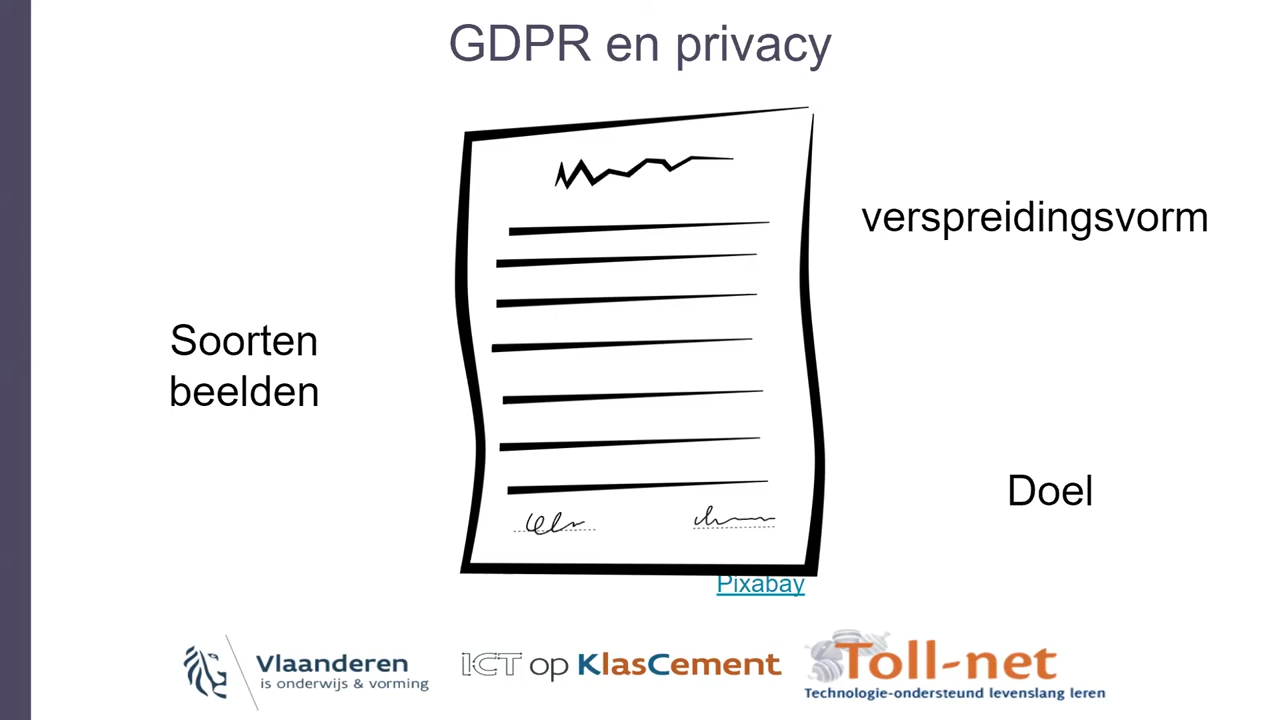 GDPR en privacy
verspreidingsvorm
Soorten
beelden
Doel
Pixabay
Vlaanderen
is onderwijs & vorming
ICT op KlasCement
Toll-net
Technologie-ondersteund levenslang leren